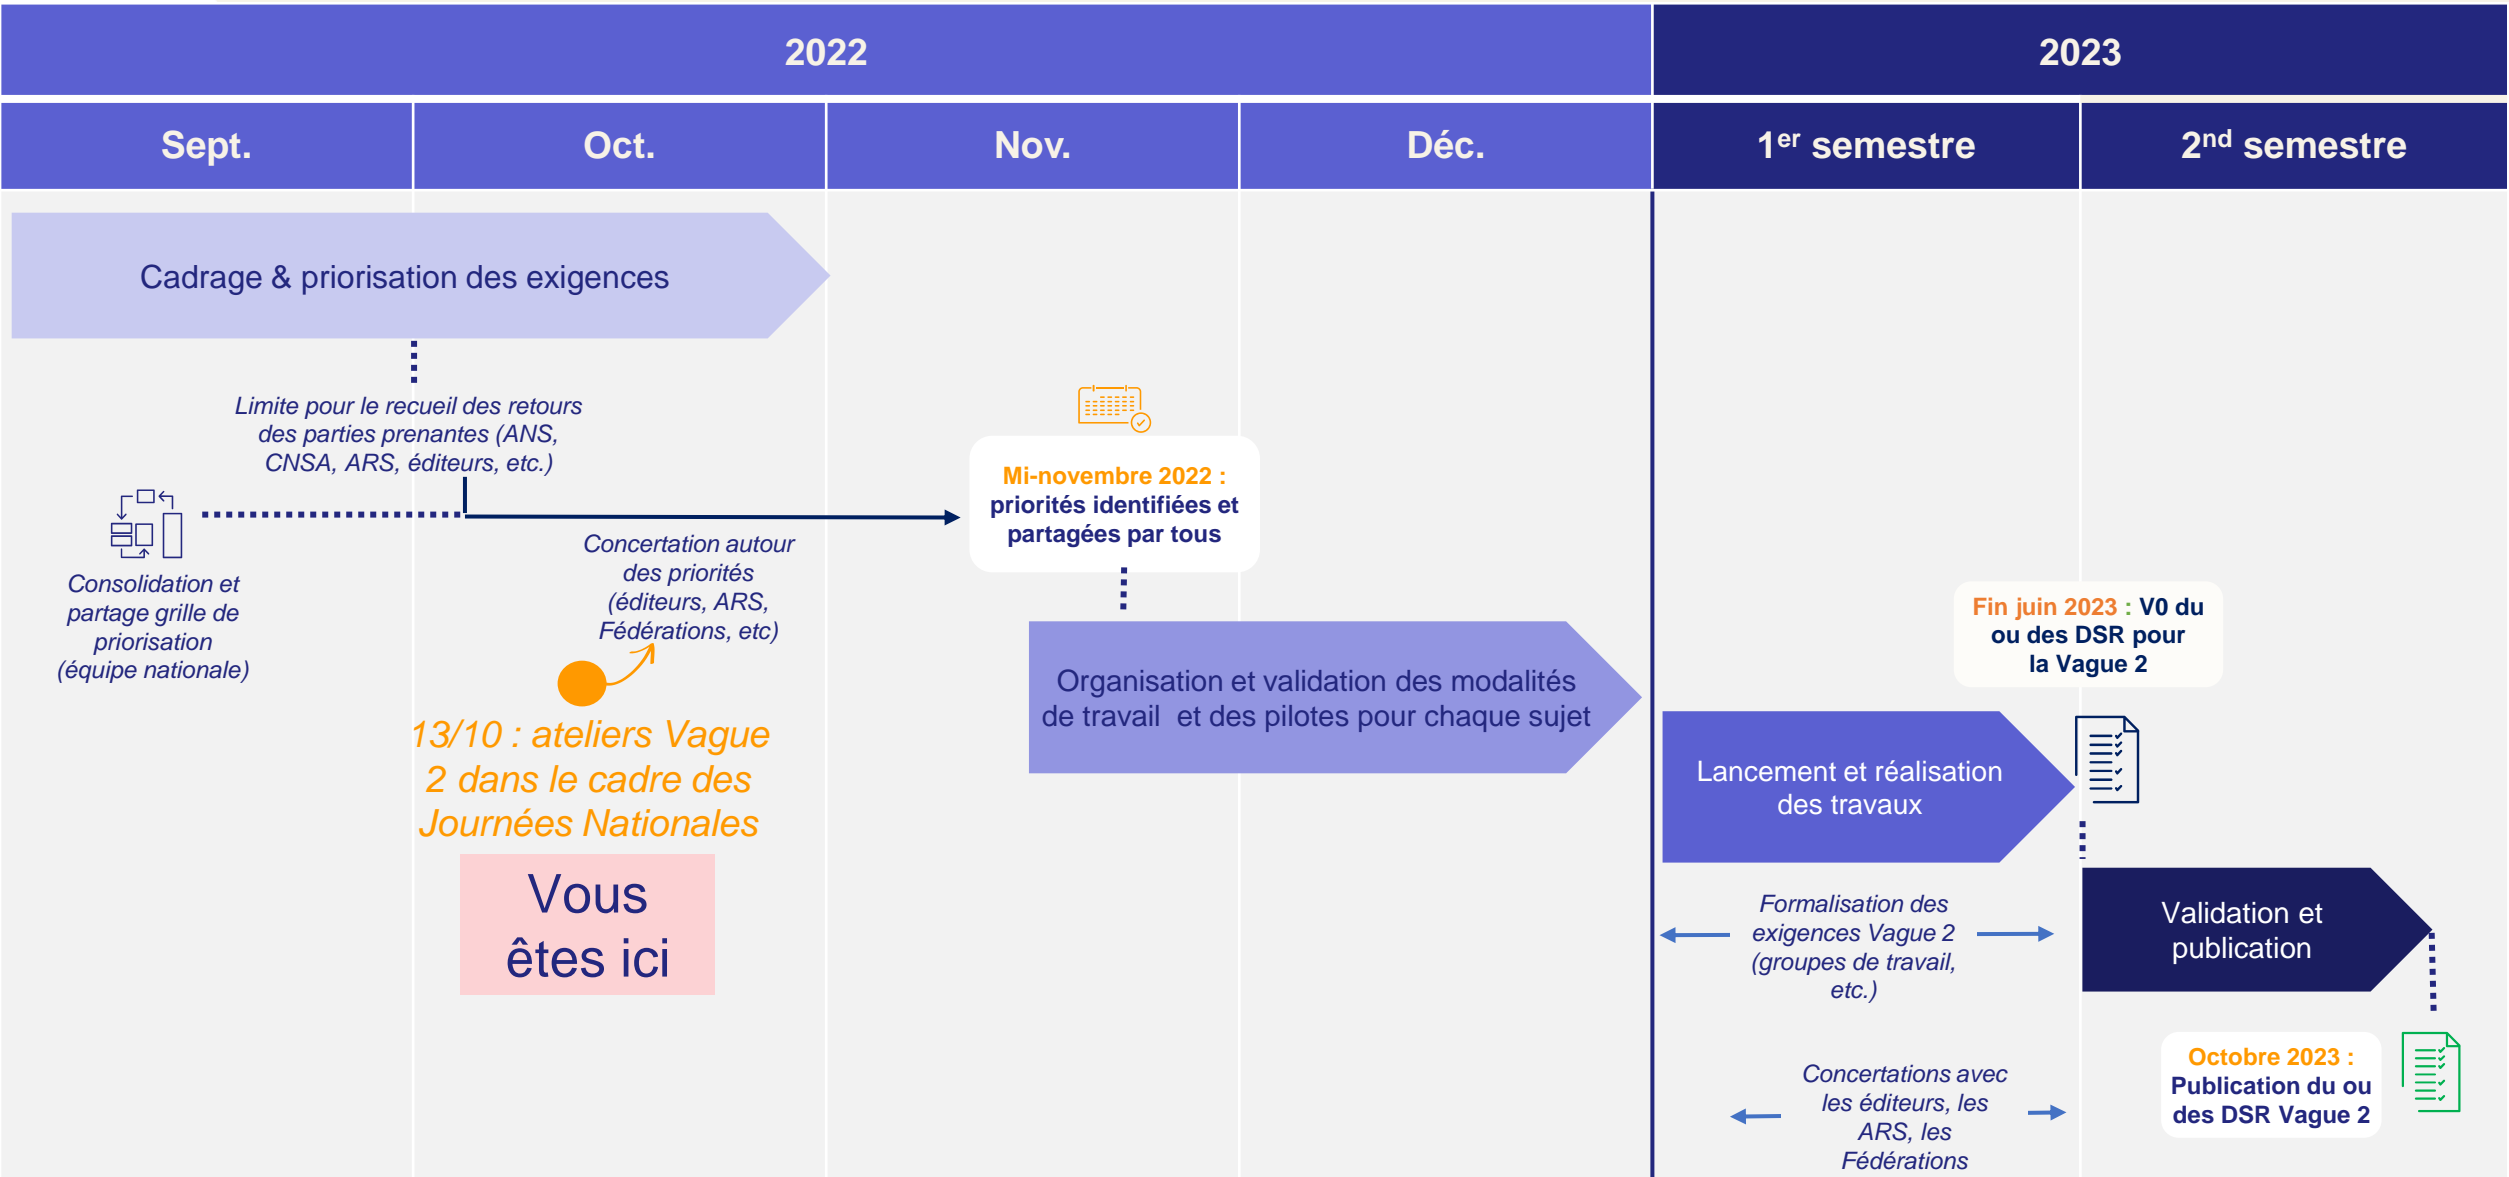 2022
2023
Sept.
Oct.
Nov.
Déc.
1er semestre
2nd semestre
Cadrage & priorisation des exigences
Limite pour le recueil des retours
des parties prenantes (ANS,
CNSA, ARS, éditeurs, etc.)
Consolidation et
partage grille de
priorisation
(équipe nationale)
Concertation autour
des priorités
(éditeurs, ARS,
Fédérations, etc)
13/10 : ateliers Vague
2 dans le cadre des
Journées Nationales
Vous
êtes ici
Mi-novembre 2022 :
priorités identifiées et
partagées par tous
Organisation et validation des modalités
de travail  et des pilotes pour chaque sujet
Fin juin 2023 : V0 du
ou des DSR pour
la Vague 2
Lancement et réalisation
des travaux
Formalisation des
exigences Vague 2
(groupes de travail,
etc.)
Validation et
publication
Concertations avec
les éditeurs, les
ARS, les
Fédérations
Octobre 2023 :
Publication du ou
des DSR Vague 2